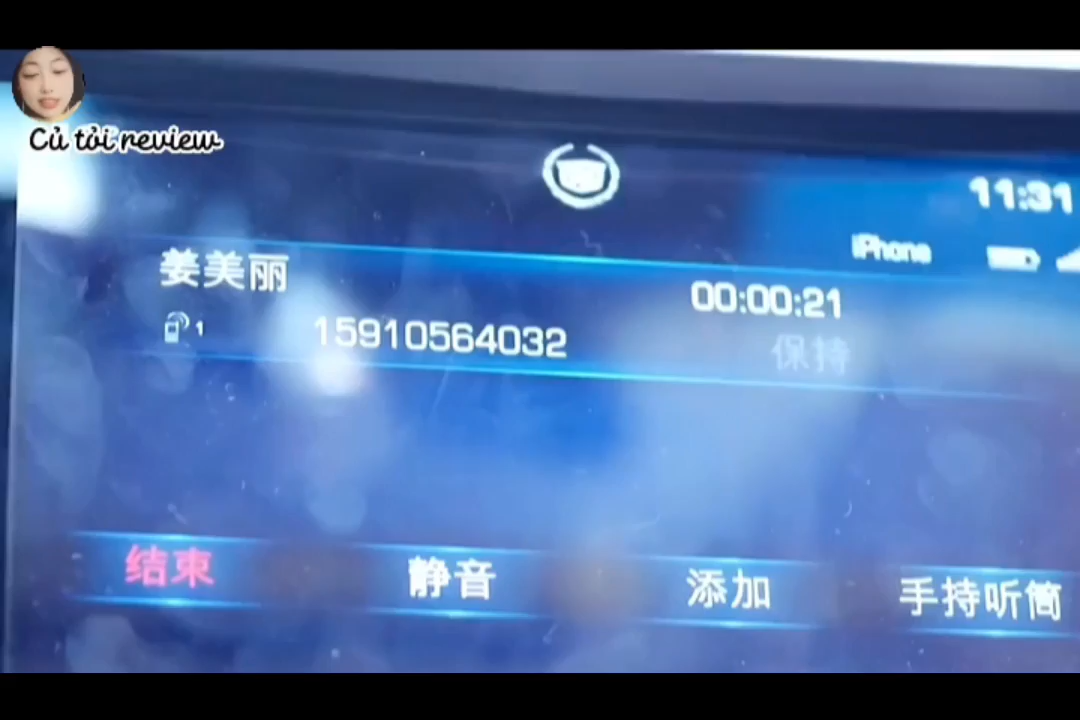 Củ tỏi review
11:31
iPhone
姜美丽
00:00:21
1
15910564032
保持
结束
静音
添加
手持听筒